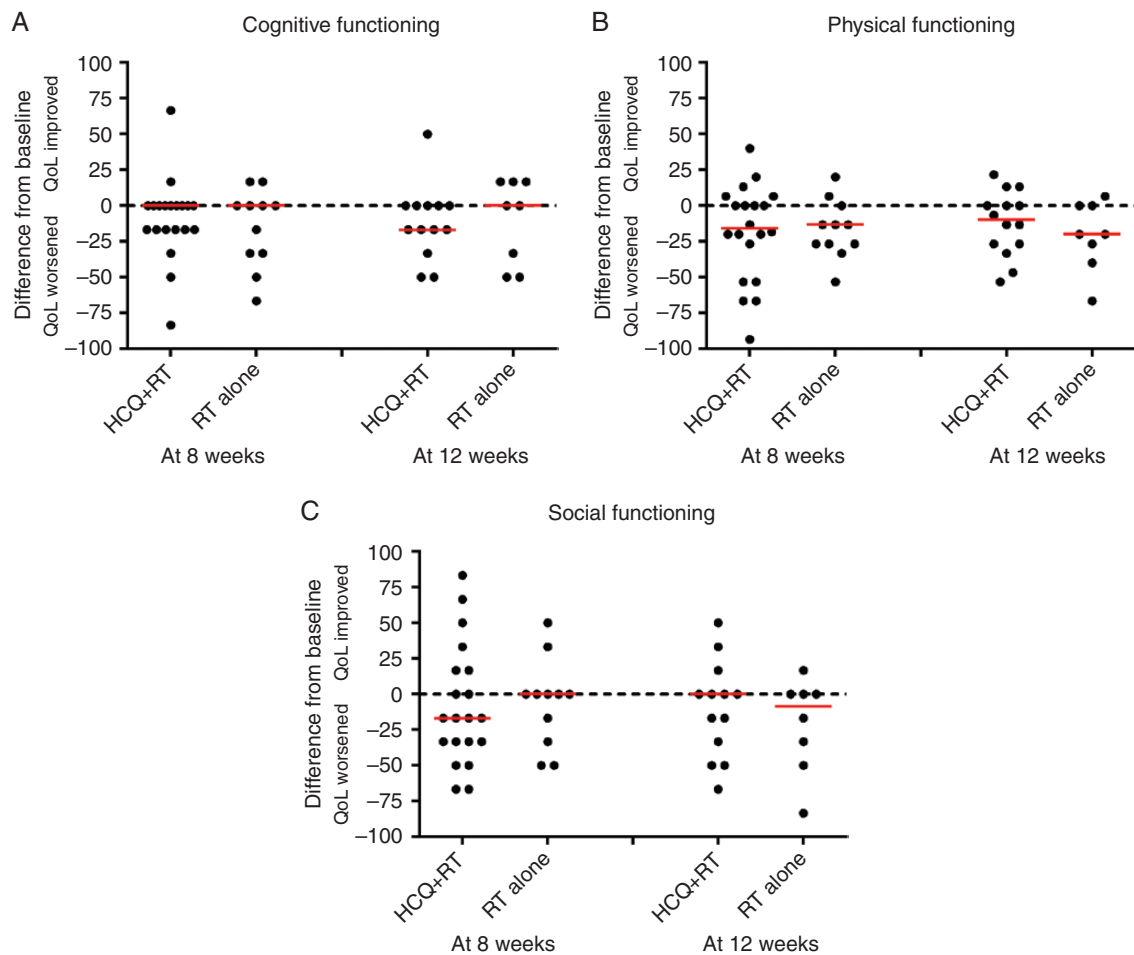 A
Cognitive functioning
Difference from baseline
QoL worsened QoL improved
100
75
50
25
0
−25
−50
−75
−100
HCQ+RT
RT alone
HCQ+RT
RT alone
At 8 weeks
At 12 weeks
B
Physical functioning
Difference from baseline
QoL worsened QoL improved
100
75
50
25
0
−25
−50
−75
−100
HCQ+RT
RT alone
HCQ+RT
RT alone
At 8 weeks
At 12 weeks
C
Social functioning
Difference from baseline
QoL worsened QoL improved
100
75
50
25
0
−25
−50
−75
−100
HCQ+RT
RT alone
HCQ+RT
RT alone
At 8 weeks
At 12 weeks